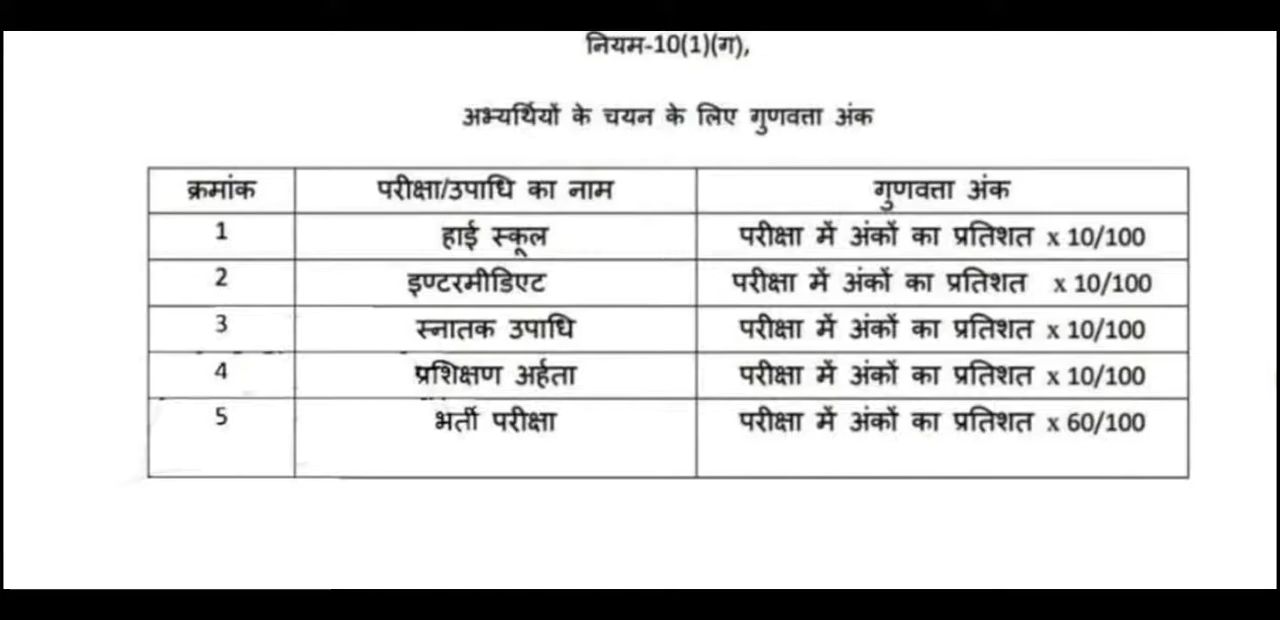 नियम-10(1)(ग),
अभ्यर्थियों के चयन के लिए गुणवत्ता अंक
क्रमांक परीक्षा/उपाधि का नाम गुणवत्ता अंक
1 हाई स्कूल परीक्षा में अंकों का प्रतिशत x 10/100
2 इण्टरमीडिएट परीक्षा में अंकों का प्रतिशत x 10/100
3 स्नातक उपाधि परीक्षा में अंकों का प्रतिशत x 10/100
4 प्रशिक्षण अर्हता परीक्षा में अंकों का प्रतिशत x 10/100
5 भर्ती परीक्षा परीक्षा में अंकों का प्रतिशत x 60/100